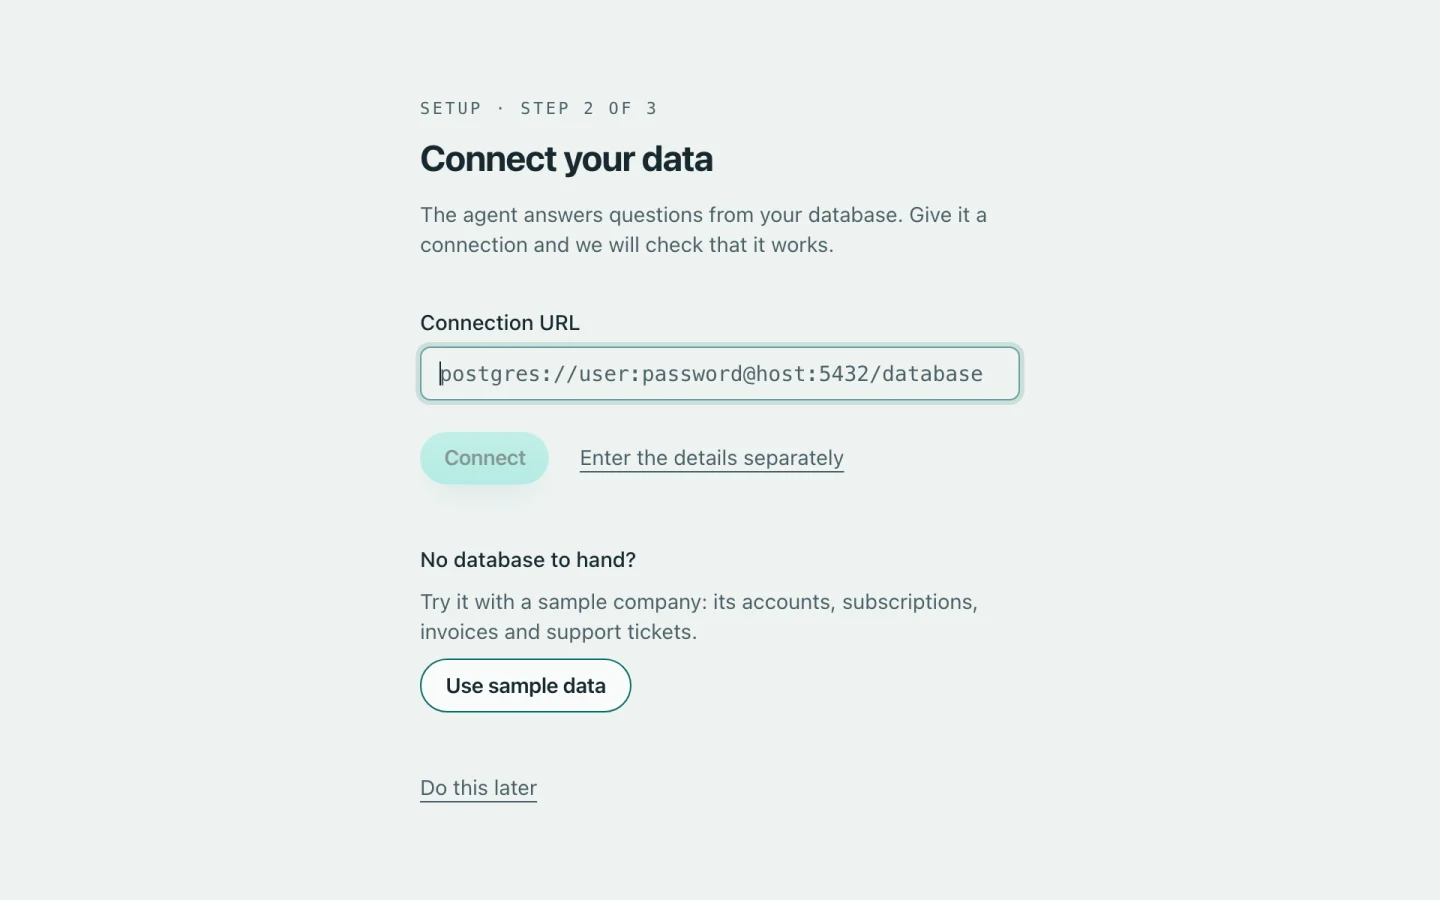 SETUP · STEP 2 OF 3
Connect your data
The agent answers questions from your database. Give it a
connection and we will check that it works.
Connection URL
postgres://user:password@host:5432/database
Connect
Enter the details separately
No database to hand?
Try it with a sample company: its accounts, subscriptions,
invoices and support tickets.
Use sample data
Do this later